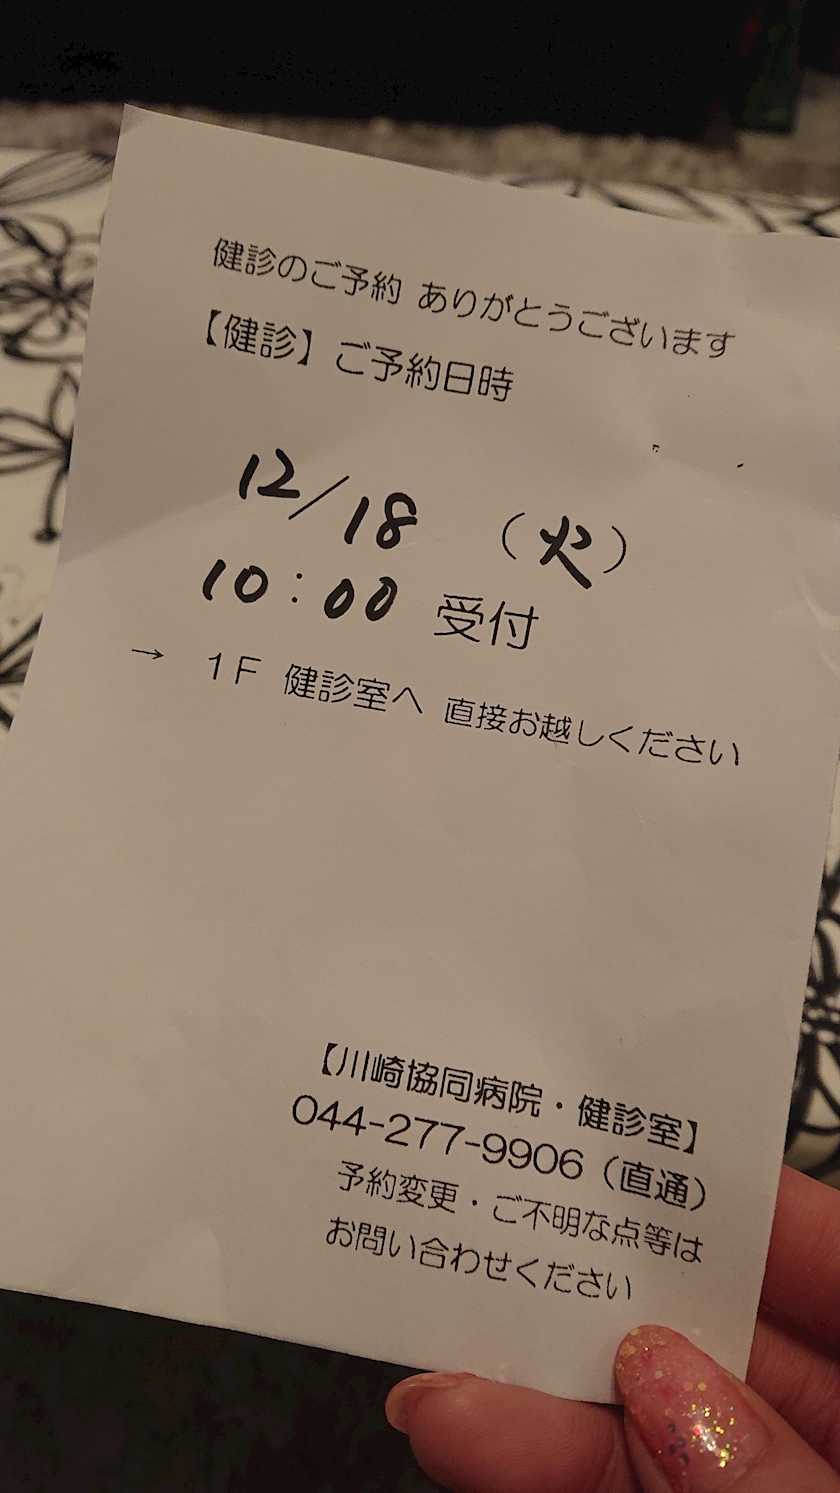 健診のご予約 ありがとうございます
【健診】ご予約日時
12/18 (火)
10:00 受付
→ 1F 健診室へ 直接お越しください
【川崎協同病院・健診室】
044-277-9906(直通)
予約変更・ご不明な点等は
お問い合わせください